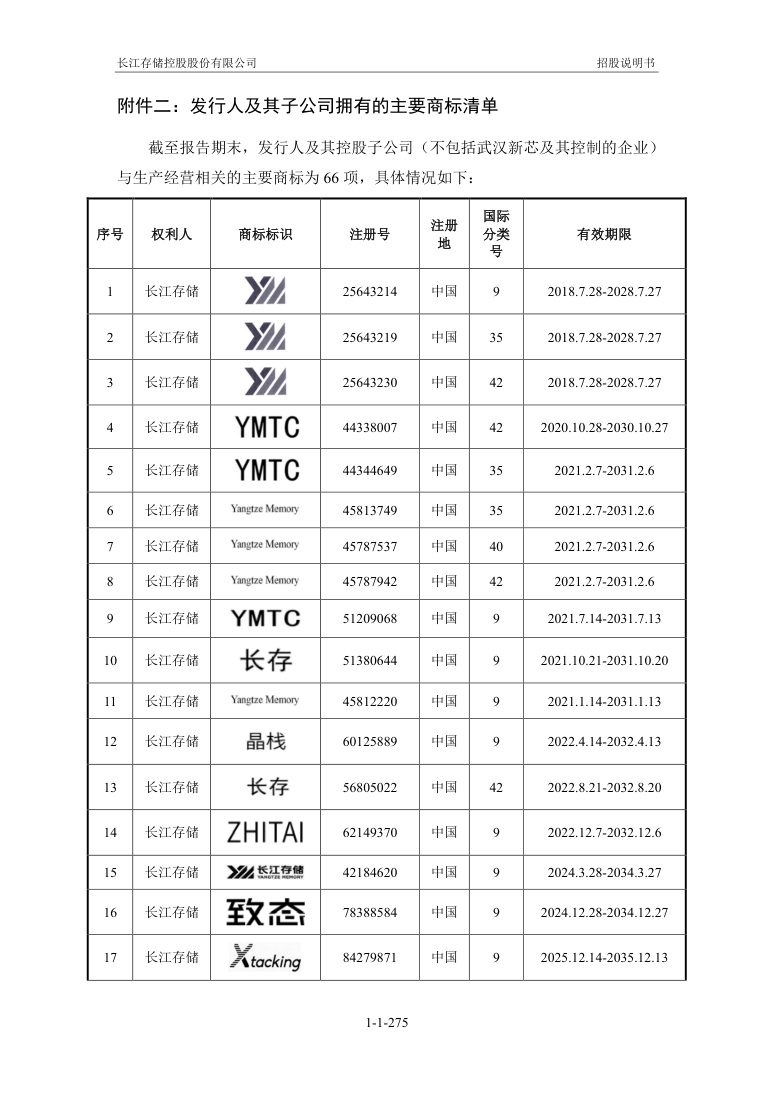 长江存储控股股份有限公司 招股说明书
附件二：发行人及其子公司拥有的主要商标清单
截至报告期末，发行人及其控股子公司（不包括武汉新芯及其控制的企业）
与生产经营相关的主要商标为 66 项，具体情况如下：
序号 权利人 商标标识 注册号 注册地 国际分类号 有效期限
1 长江存储 YM 25643214 中国 9 2018.7.28-2028.7.27
2 长江存储 YM 25643219 中国 35 2018.7.28-2028.7.27
3 长江存储 YM 25643230 中国 42 2018.7.28-2028.7.27
4 长江存储 YMTC 44338007 中国 42 2020.10.28-2030.10.27
5 长江存储 YMTC 44344649 中国 35 2021.2.7-2031.2.6
6 长江存储 Yangtze Memory 45813749 中国 35 2021.2.7-2031.2.6
7 长江存储 Yangtze Memory 45787537 中国 40 2021.2.7-2031.2.6
8 长江存储 Yangtze Memory 45787942 中国 42 2021.2.7-2031.2.6
9 长江存储 YMTC 51209068 中国 9 2021.7.14-2031.7.13
10 长江存储 长存 51380644 中国 9 2021.10.21-2031.10.20
11 长江存储 Yangtze Memory 45812220 中国 9 2021.1.14-2031.1.13
12 长江存储 晶栈 60125889 中国 9 2022.4.14-2032.4.13
13 长江存储 长存 56805022 中国 42 2022.8.21-2032.8.20
14 长江存储 ZHITAI 62149370 中国 9 2022.12.7-2032.12.6
15 长江存储 YM 长江存储 YANGTZE MEMORY 42184620 中国 9 2024.3.28-2034.3.27
16 长江存储 致态 78388584 中国 9 2024.12.28-2034.12.27
17 长江存储 Xtacking 84279871 中国 9 2025.12.14-2035.12.13
1-1-275